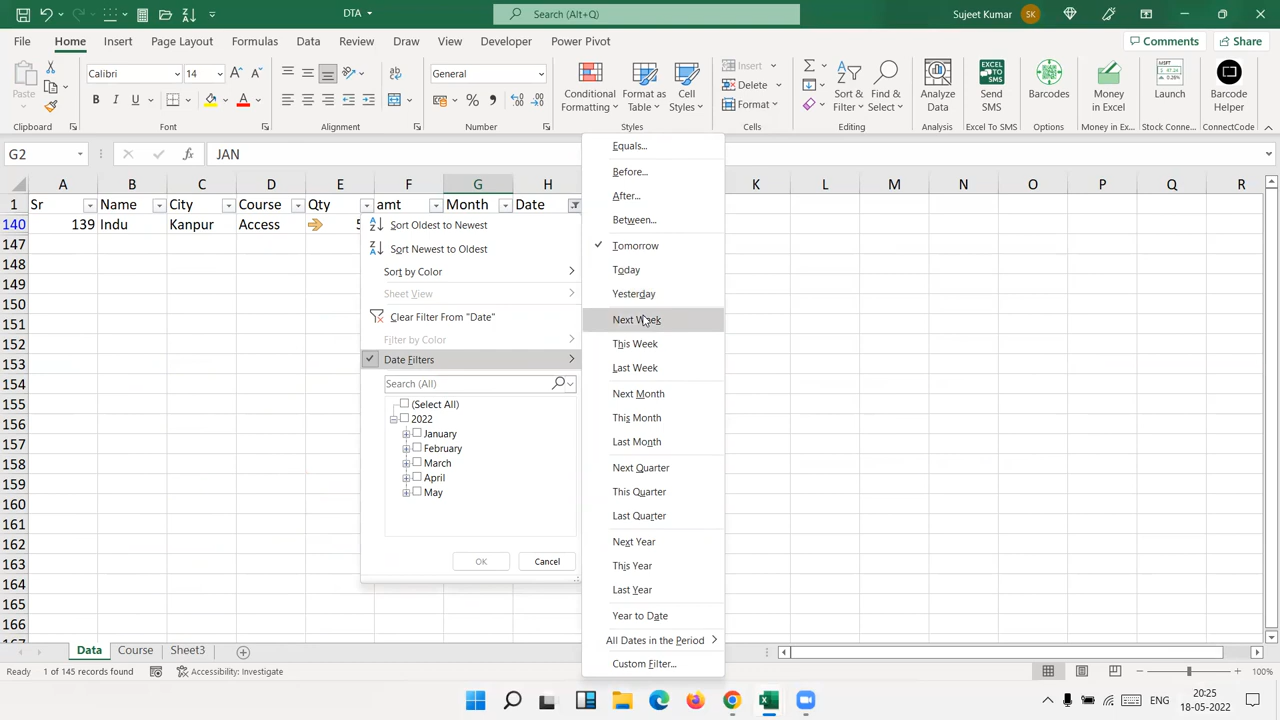 DTA
Search (Alt+Q)
Sujeet Kumar SK
File Home Insert Page Layout Formulas Data Review View Draw Developer Power Pivot
Comments Share
Paste
Calibri 14
B I U
General
Conditional Formatting
Format as Table
Cell Styles
Insert
Delete
Format
Sort & Filter
Find & Select
Analyze Data
Send SMS
Barcodes
Money in Excel
Launch
Barcode Helper
EXCEL TO SMS
Clipboard Font Alignment Number Styles Cells Editing Analysis Excel To SMS Options Money in Ex... Stock Conne... ConnectCode
G2 fx JAN
A B C D E F G H K L M N O P Q R
1 Sr Name City Course Qty amt Month Date
140 139 Indu Kanpur Access 5
147
148
149
150
151
152
153
154
155
156
157
160
161
162
163
164
165
166
167
Sort Oldest to Newest
Sort Newest to Oldest
Sort by Color
Sheet View
Clear Filter From "Date"
Filter by Color
Date Filters
Search (All)
(Select All)
2022
January
February
March
April
May
OK Cancel
Equals...
Before...
After...
Between...
Tomorrow
Today
Yesterday
Next Week
This Week
Last Week
Next Month
This Month
Last Month
Next Quarter
This Quarter
Last Quarter
Next Year
This Year
Last Year
Year to Date
All Dates in the Period
Custom Filter...
Data Course Sheet3
Ready 1 of 145 records found Accessibility: Investigate 100%
ENG 20:25
18-05-2022